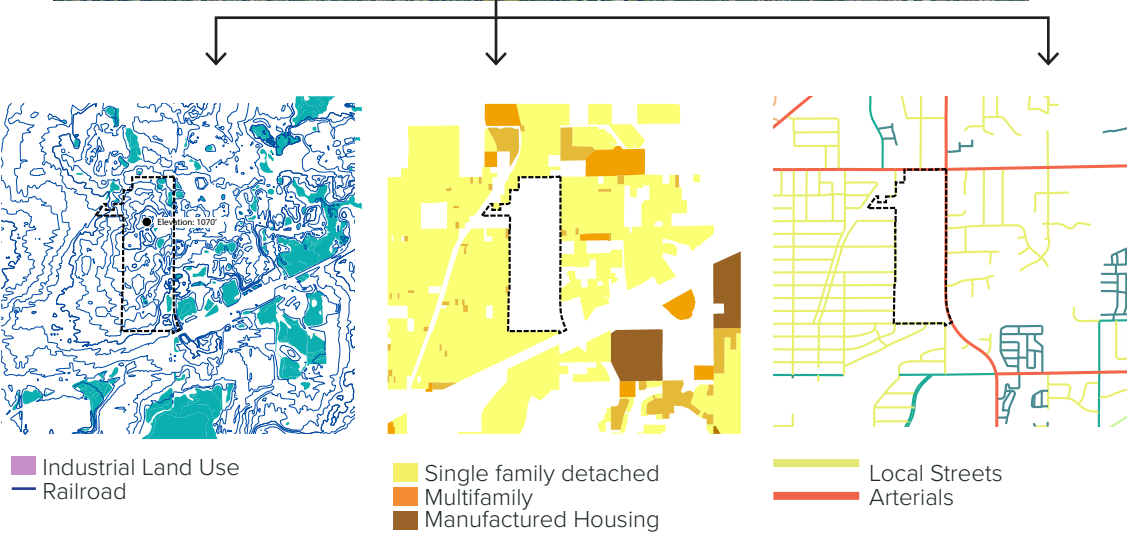 Elevation: 1070'
Industrial Land Use
Railroad
Single family detached
Multifamily
Manufactured Housing
Local Streets
Arterials